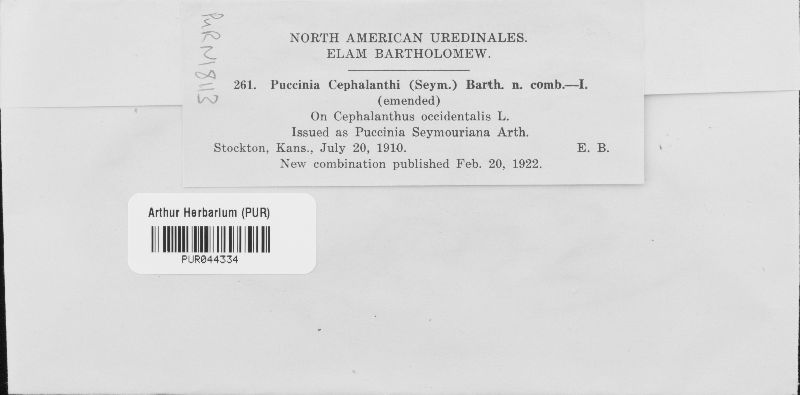 PUR N18113
NORTH AMERICAN UREDINALES.
ELAM BARTHOLOMEW.
261. Puccinia Cephalanthi (Seym.) Barth. n. comb.—I.
(emended)
On Cephalanthus occidentalis L.
Issued as Puccinia Seymouriana Arth.
Stockton, Kans., July 20, 1910. E. B.
New combination published Feb. 20, 1922.
Arthur Herbarium (PUR)
PUR044334